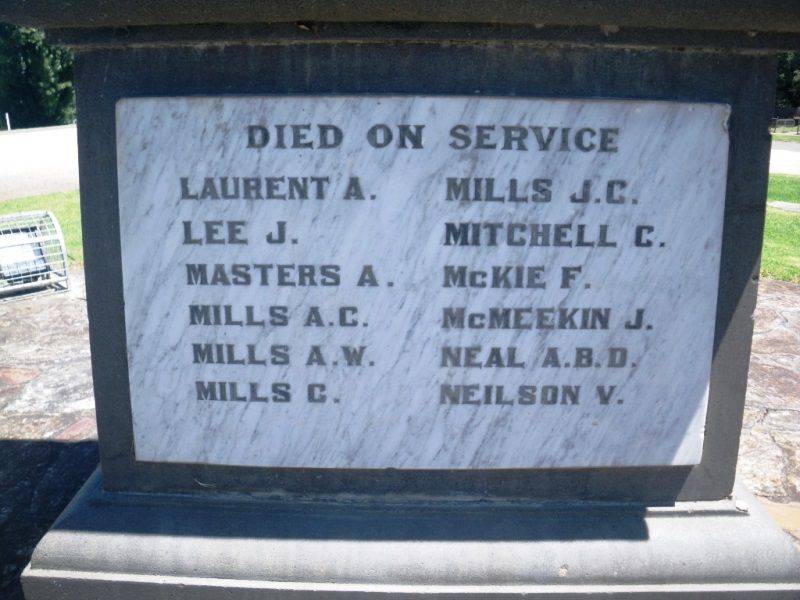 DIED ON SERVICE
LAURENT A.
LEE J.
MASTERS A.
MILLS A.C.
MILLS A.W.
MILLS C.
MILLS J.C.
MITCHELL C.
McKIE F.
McMEEKIN J.
NEAL A.B.D.
NEILSON V.